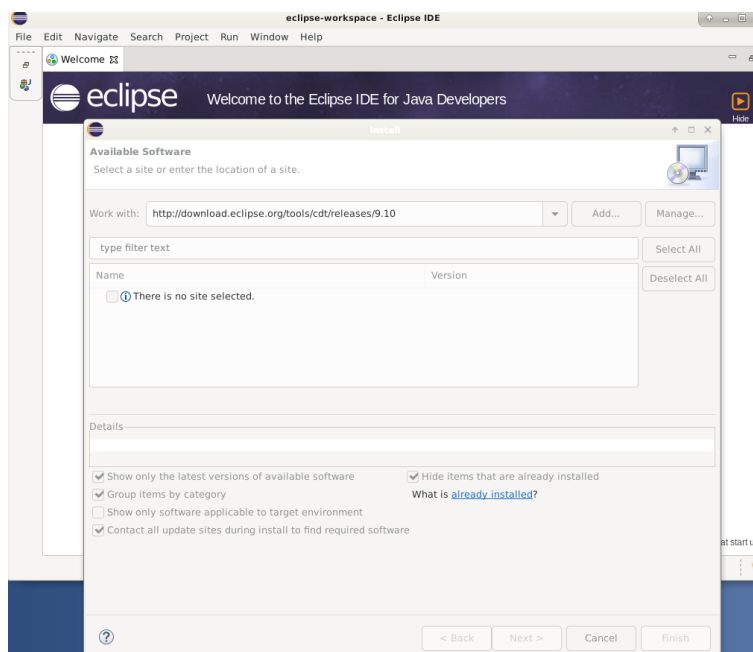 eclipse-workspace - Eclipse IDE
File Edit Navigate Search Project Run Window Help
Welcome
eclipse Welcome to the Eclipse IDE for Java Developers
Hide
Install
Available Software
Select a site or enter the location of a site.
Work with: http://download.eclipse.org/tools/cdt/releases/9.10 Add... Manage...
type filter text Select All
Name Version Deselect All
There is no site selected.
Details
Show only the latest versions of available software Hide items that are already installed
Group items by category What is already installed?
Show only software applicable to target environment
Contact all update sites during install to find required software
at start
? < Back Next > Cancel Finish